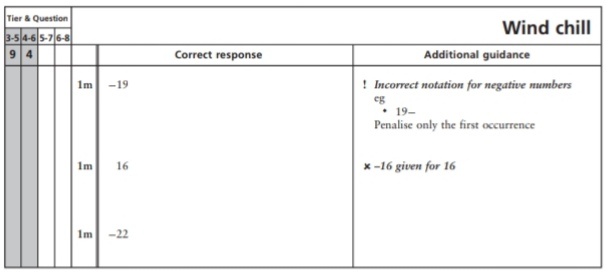 Tier & Question
Wind chill
3-5 4-6 5-7 6-8
9 4
Correct response
Additional guidance
1m –19
! Incorrect notation for negative numbers
eg
• 19–
Penalise only the first occurrence
1m 16
✗ –16 given for 16
1m –22